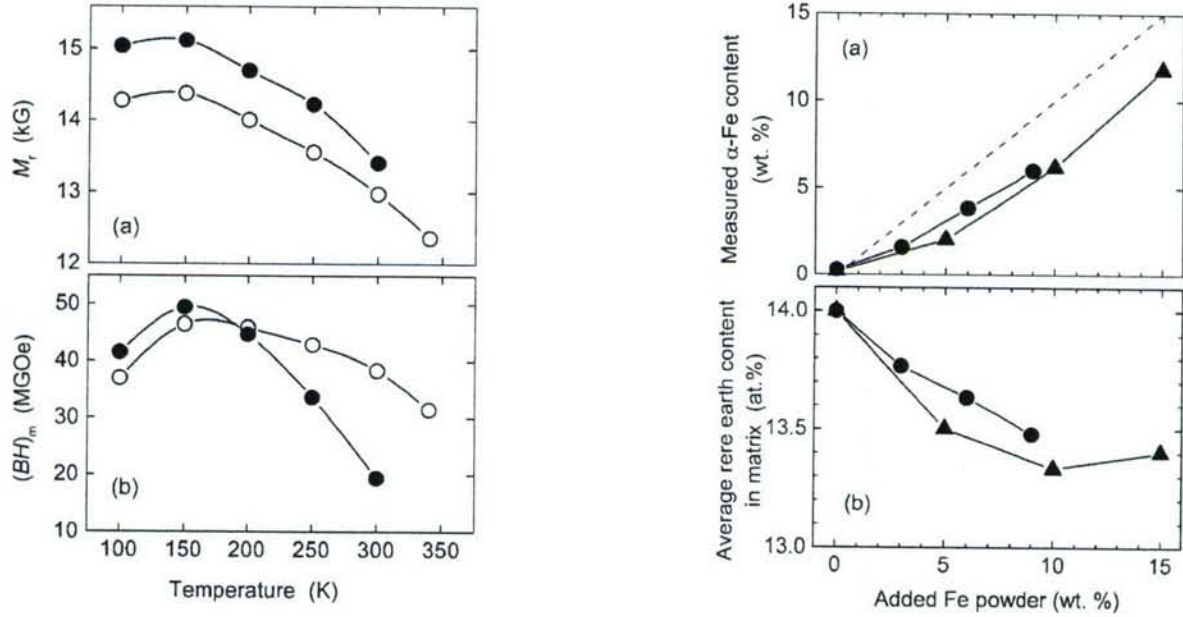 15
14
13
12
M_r (kG)
(a)
50
40
30
20
10
(BH)_m (MGOe)
(b)
100 150 200 250 300 350
Temperature (K)
15
10
5
0
Measured α-Fe content
(wt. %)
(a)
14.0
13.5
13.0
Average rere earth content
in matrix (at.%)
(b)
0 5 10 15
Added Fe powder (wt. %)